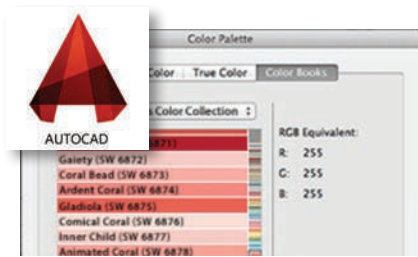 Color Palette
Color True Color Color Books
s Color Collection
AUTOCAD
6871)
RGB Equivalent:
Gaiety (SW 6872)
R: 255
Coral Bead (SW 6873)
G: 255
Ardent Coral (SW 6874)
Gladiola (SW 6875)
B: 255
Comical Coral (SW 6876)
Inner Child (SW 6877)
Animated Coral (SW 6878)